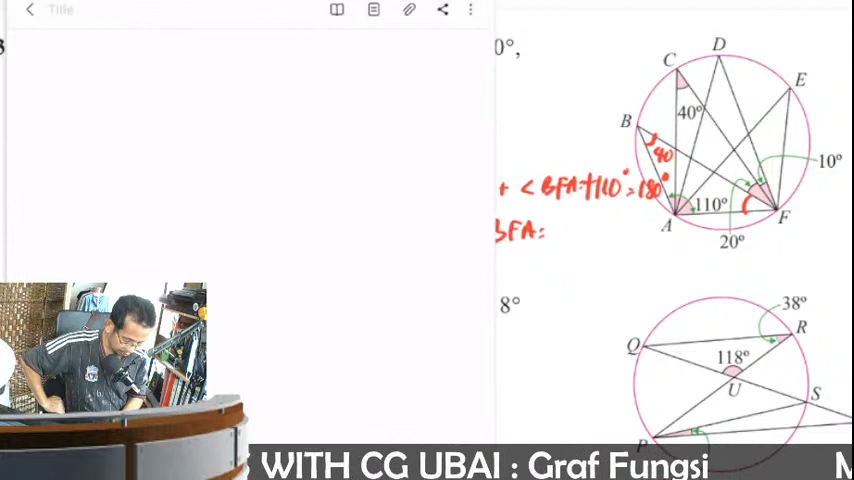 Title
3
0°,
D
C
E
B
40°
40
10°
+ < BFA + 110° = 180°
110°
A
F
20°
BFA =
8°
38°
R
Q
118°
U
S
P
WITH CG UBAI : Graf Fungsi
M